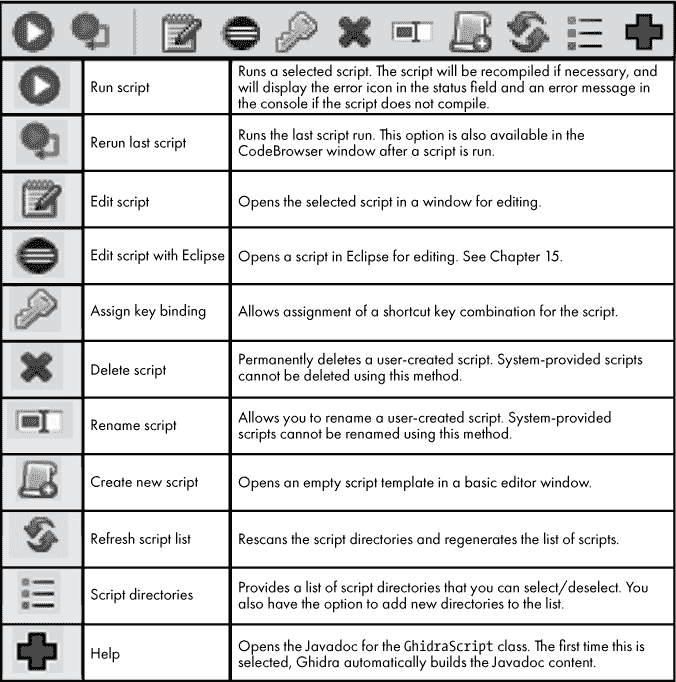 Run script
Runs a selected script. The script will be recompiled if necessary, and
will display the error icon in the status field and an error message in
the console if the script does not compile.
Rerun last script
Runs the last script run. This option is also available in the
CodeBrowser window after a script is run.
Edit script
Opens the selected script in a window for editing.
Edit script with Eclipse
Opens a script in Eclipse for editing. See Chapter 15.
Assign key binding
Allows assignment of a shortcut key combination for the script.
Delete script
Permanently deletes a user-created script. System-provided scripts
cannot be deleted using this method.
Rename script
Allows you to rename a user-created script. System-provided
scripts cannot be renamed using this method.
Create new script
Opens an empty script template in a basic editor window.
Refresh script list
Rescans the script directories and regenerates the list of scripts.
Script directories
Provides a list of script directories that you can select/deselect. You
also have the option to add new directories to the list.
Help
Opens the Javadoc for the GhidraScript class. The first time this is
selected, Ghidra automatically builds the Javadoc content.